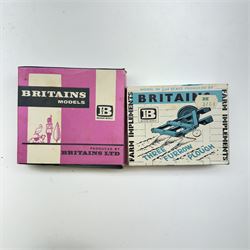 BRITAINS
MODELS
B
PRODUCED BY
BRITAINS LTD
FARM IMPLEMENTS
BRITAINS
B
THREE
FURROW
PLOUGH
FARM IMPLEMENTS